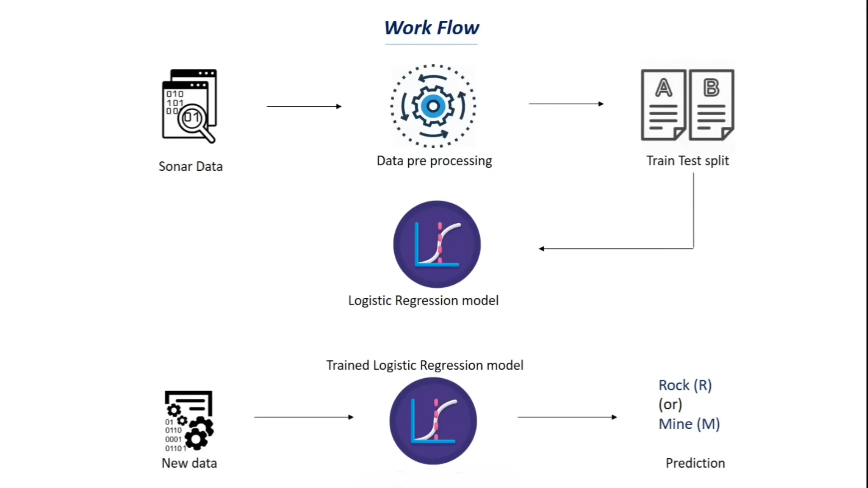 Work Flow
010
101
00
01
A
B
Sonar Data
Data pre processing
Train Test split
Logistic Regression model
Trained Logistic Regression model
Rock (R)
(or)
Mine (M)
01
0110
0001
0110
New data
Prediction